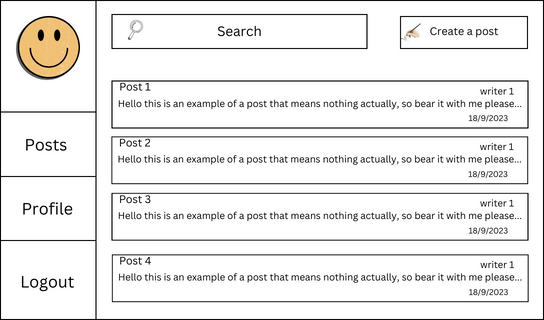 Search
Create a post
Posts
Profile
Logout
Post 1
writer 1
Hello this is an example of a post that means nothing actually, so bear it with me please...
18/9/2023
Post 2
writer 1
Hello this is an example of a post that means nothing actually, so bear it with me please...
18/9/2023
Post 3
writer 1
Hello this is an example of a post that means nothing actually, so bear it with me please...
18/9/2023
Post 4
writer 1
Hello this is an example of a post that means nothing actually, so bear it with me please...
18/9/2023